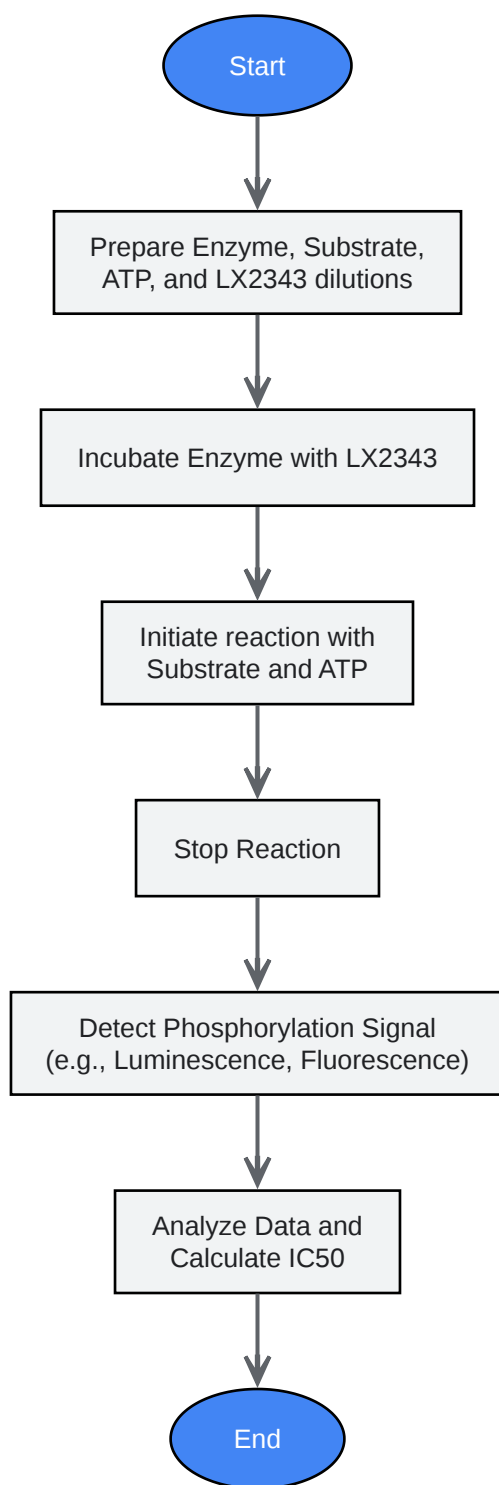 Start
Prepare Enzyme, Substrate,
ATP, and LX2343 dilutions
Incubate Enzyme with LX2343
Initiate reaction with
Substrate and ATP
Stop Reaction
Detect Phosphorylation Signal
(e.g., Luminescence, Fluorescence)
Analyze Data and
Calculate IC50
End